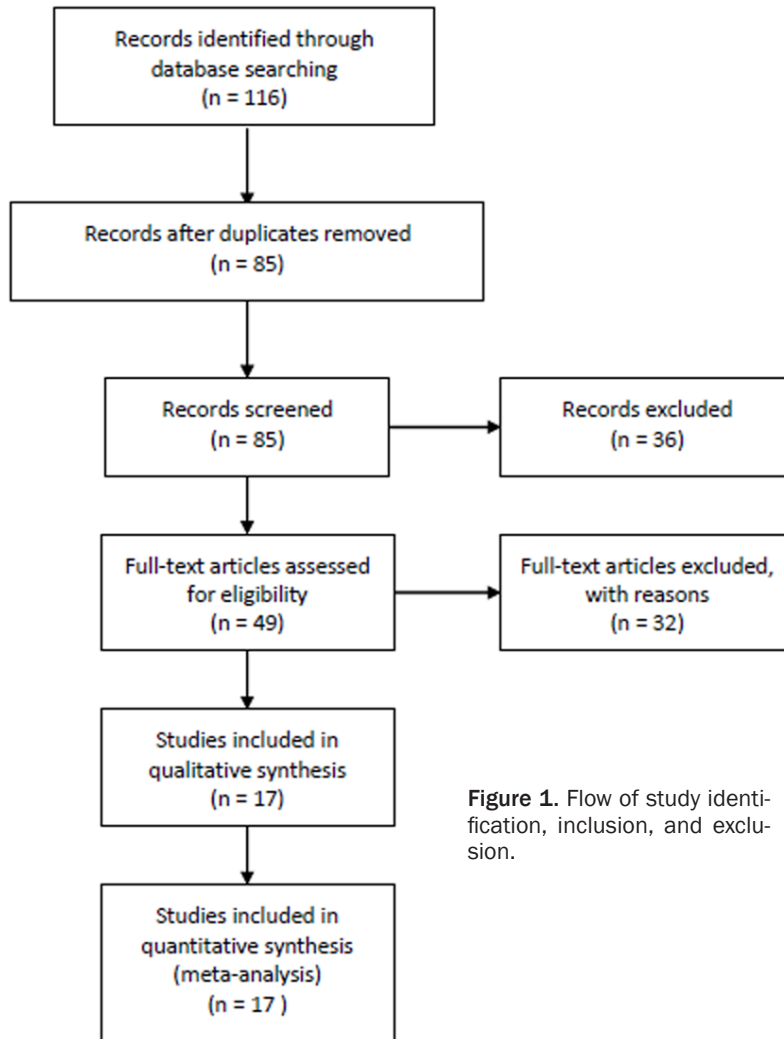 Records identified through
database searching
(n = 116)
Records after duplicates removed
(n = 85)
Records screened
(n = 85)
Records excluded
(n = 36)
Full-text articles assessed
for eligibility
(n = 49)
Full-text articles excluded,
with reasons
(n = 32)
Studies included in
qualitative synthesis
(n = 17)
Figure 1. Flow of study identi-
fication, inclusion, and exclu-
sion.
Studies included in
quantitative synthesis
(meta-analysis)
(n = 17 )